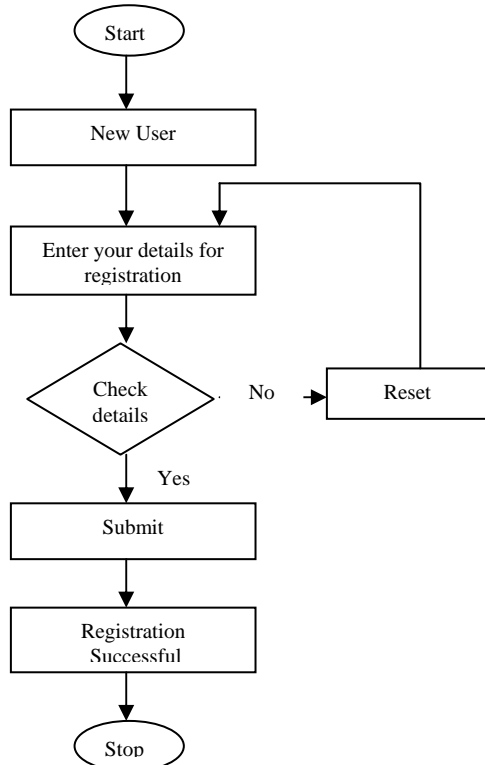 Start
New User
Enter your details for
registration
Check
details
No
Reset
Yes
Submit
Registration
Successful
Stop